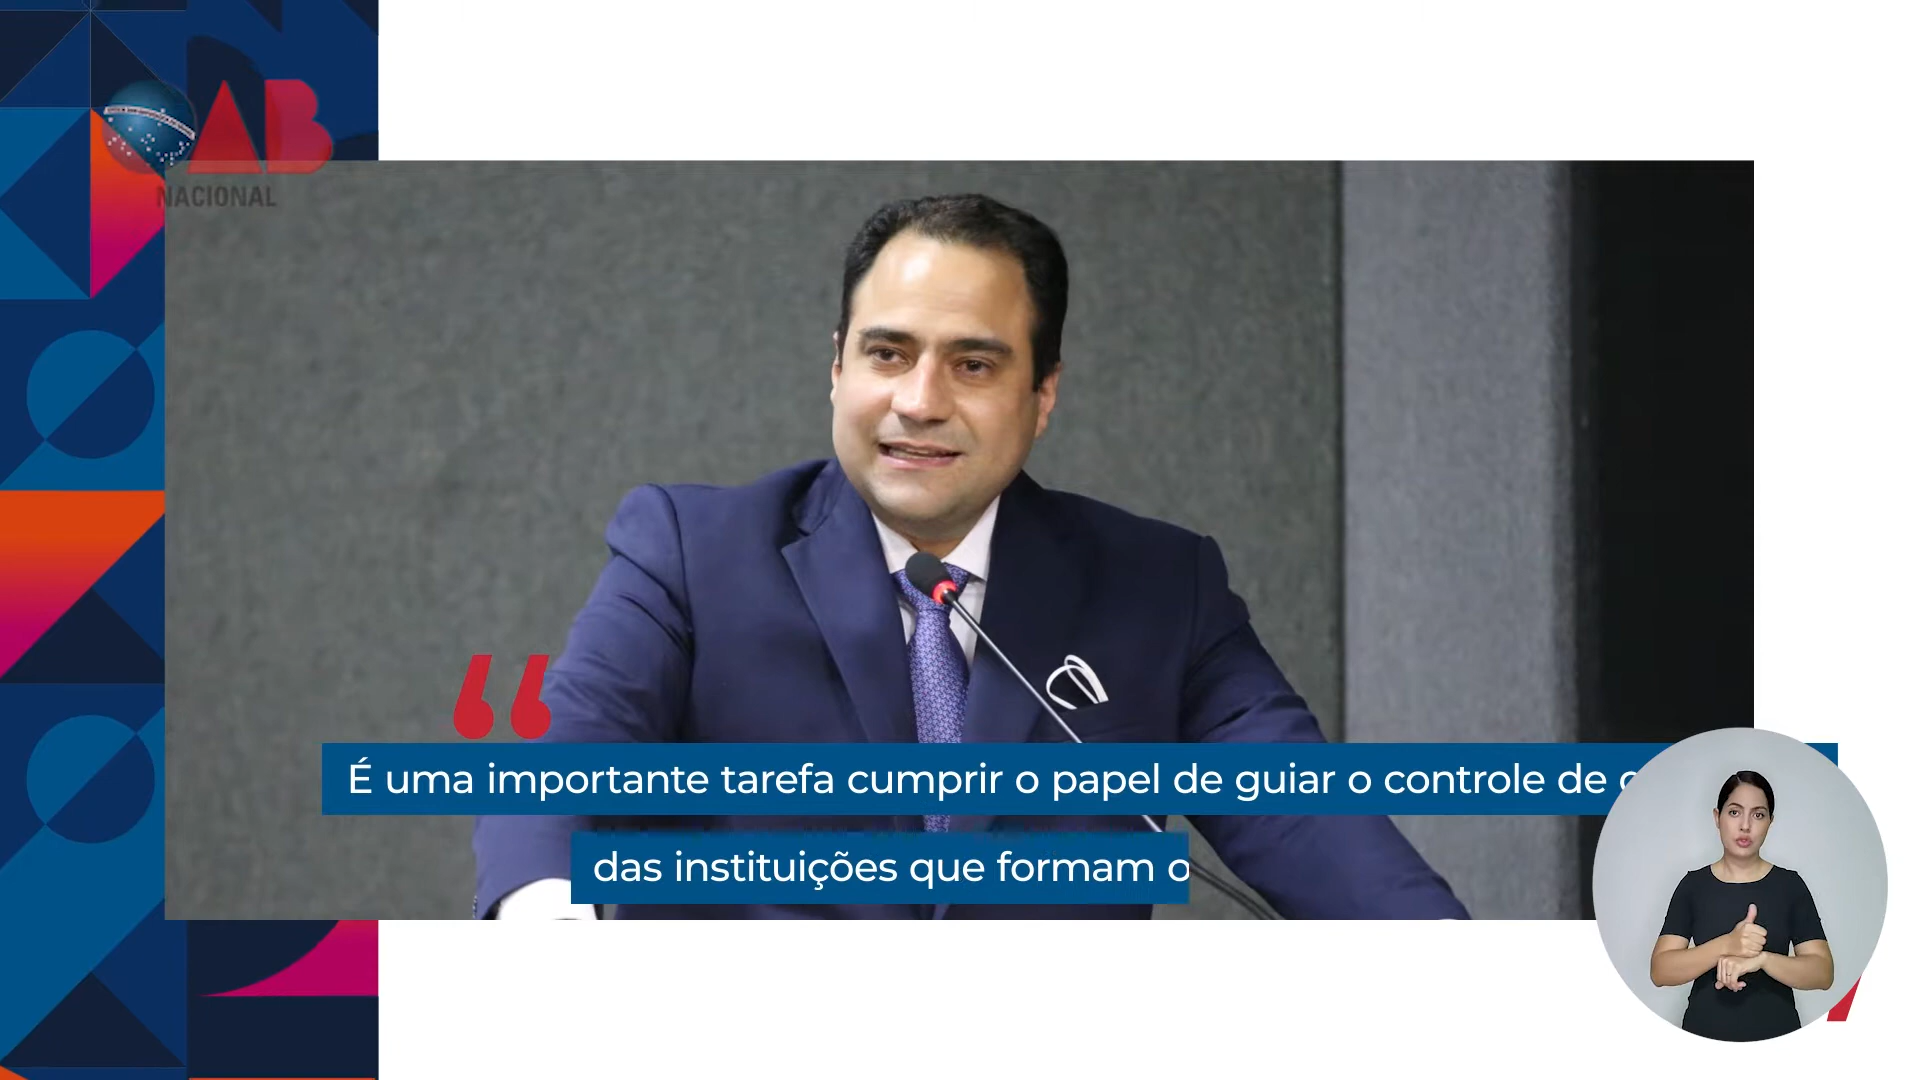 OAB
NACIONAL
“
É uma importante tarefa cumprir o papel de guiar o controle de
das instituições que formam o